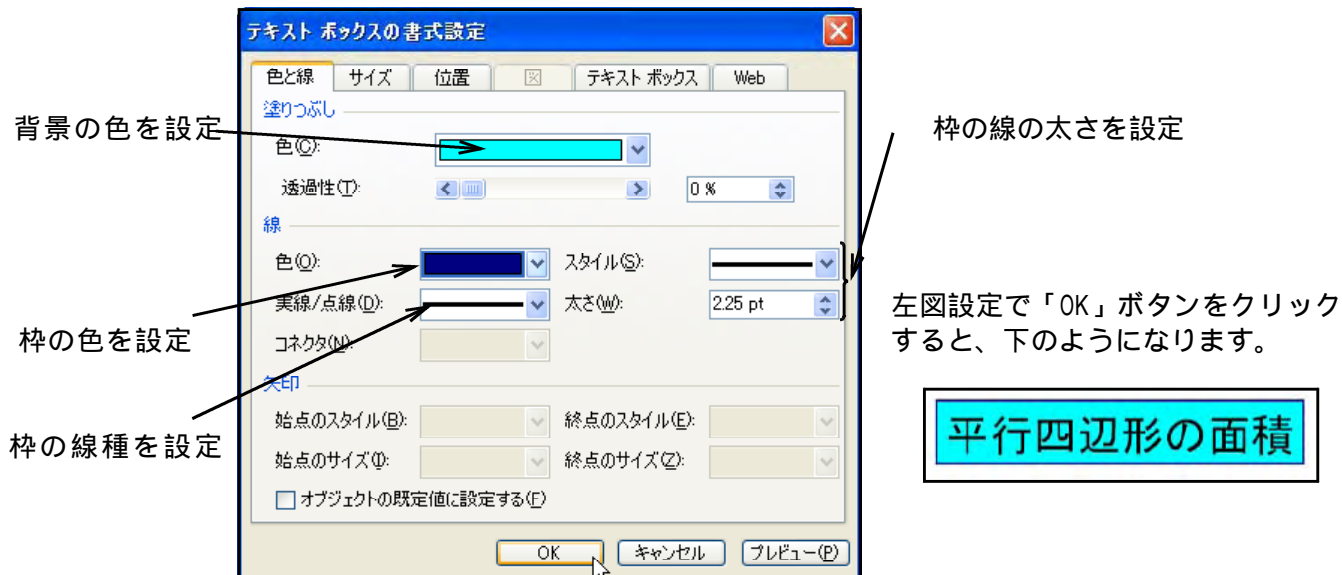 テキスト ボックスの書式設定
色と線 サイズ 位置 図 テキスト ボックス Web
塗りつぶし
背景の色を設定
色(C):
透過性(T): 0 %
枠の線の太さを設定
線
色(O): スタイル(S):
実線/点線(D): 太さ(W): 2.25 pt
枠の色を設定
コネクタ(N):
左図設定で「OK」ボタンをクリック
すると、下のようになります。
矢印
始点のスタイル(B): 終点のスタイル(E):
枠の線種を設定
始点のサイズ(I): 終点のサイズ(Z):
オブジェクトの既定値に設定する(F)
平行四辺形の面積
OK キャンセル プレビュー(P)